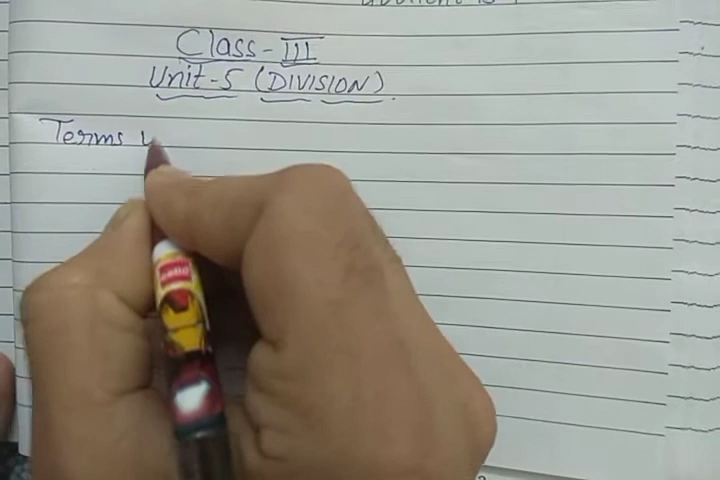 Class - III
Unit - 5 (DIVISION).
Terms